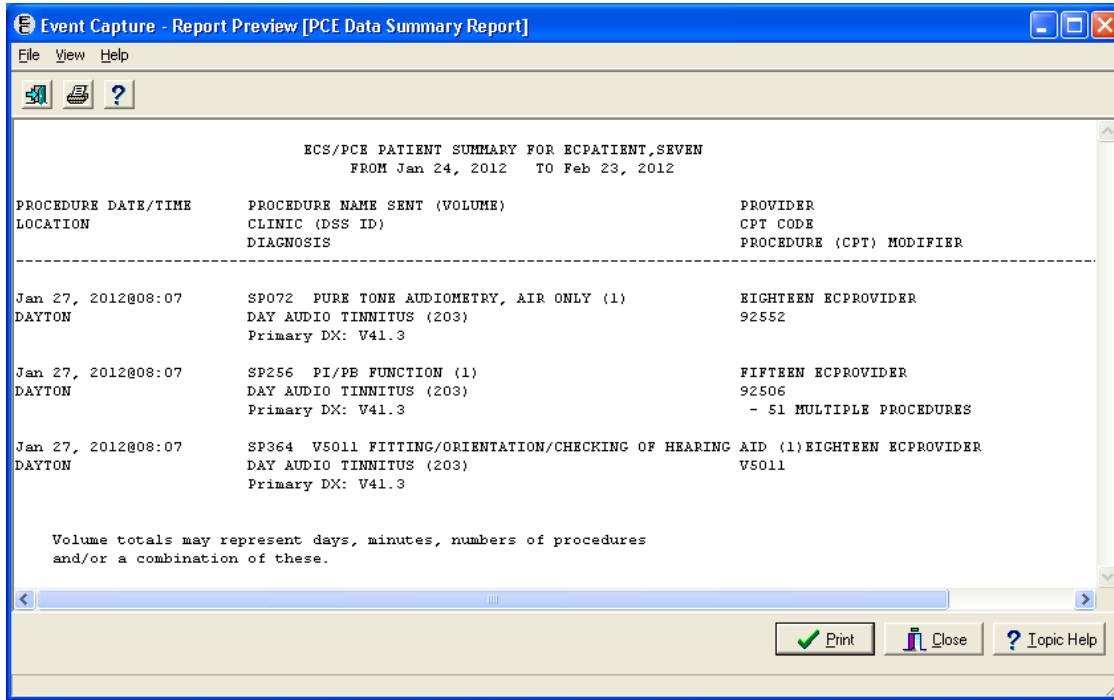 Event Capture - Report Preview [PCE Data Summary Report]
File View Help
?
ECS/PCE PATIENT SUMMARY FOR ECPATIENT,SEVEN
FROM Jan 24, 2012 TO Feb 23, 2012
PROCEDURE DATE/TIME PROCEDURE NAME SENT (VOLUME) PROVIDER
LOCATION CLINIC (DSS ID) CPT CODE
DIAGNOSIS PROCEDURE (CPT) MODIFIER
Jan 27, 2012@08:07 SP072 PURE TONE AUDIOMETRY, AIR ONLY (1) EIGHTEEN ECPROVIDER
DAYTON DAY AUDIO TINNITUS (203) 92552
Primary DX: V41.3
Jan 27, 2012@08:07 SP256 PI/PB FUNCTION (1) FIFTEEN ECPROVIDER
DAYTON DAY AUDIO TINNITUS (203) 92506
Primary DX: V41.3 - 51 MULTIPLE PROCEDURES
Jan 27, 2012@08:07 SP364 V5011 FITTING/ORIENTATION/CHECKING OF HEARING AID (1)EIGHTEEN ECPROVIDER
DAYTON DAY AUDIO TINNITUS (203) V5011
Primary DX: V41.3
Volume totals may represent days, minutes, numbers of procedures
and/or a combination of these.
Print Close ? Topic Help